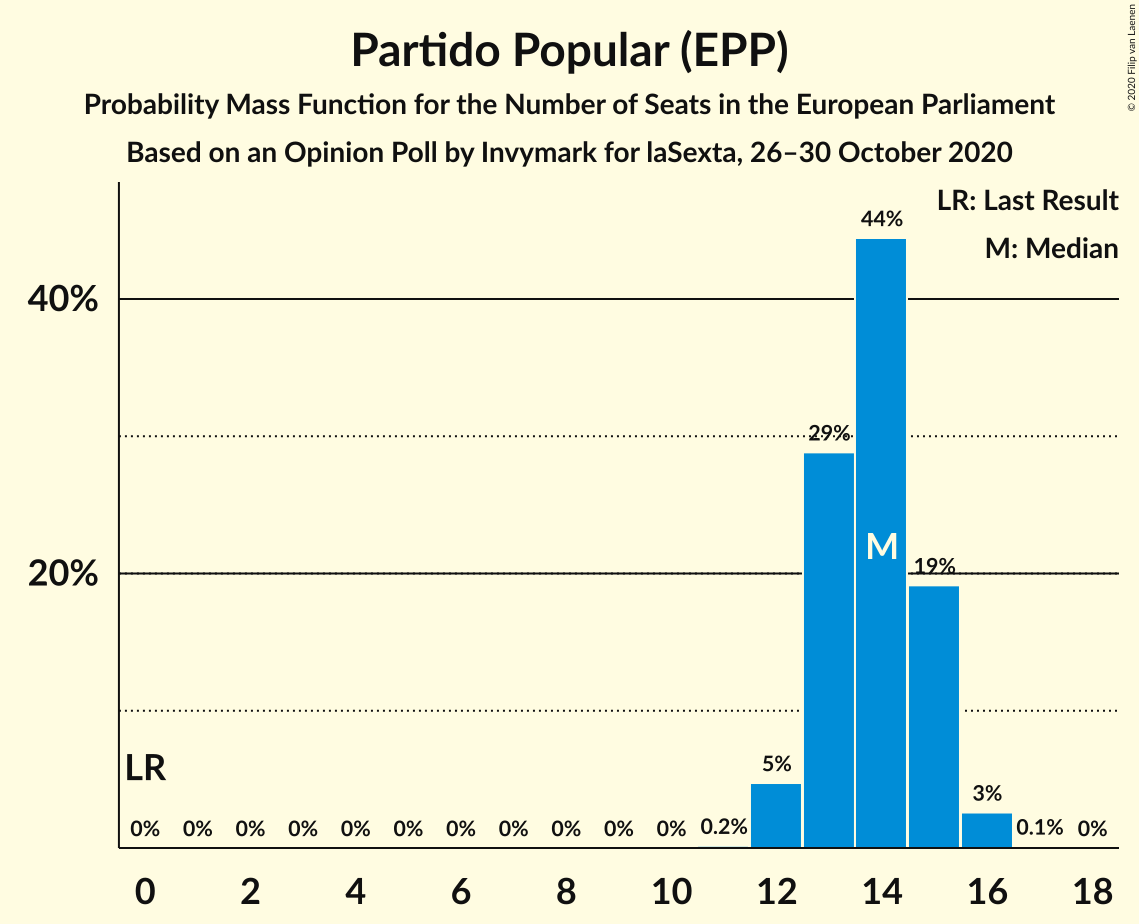 Partido Popular (EPP)
Probability Mass Function for the Number of Seats in the European Parliament
Based on an Opinion Poll by Invymark for laSexta, 26–30 October 2020
© 2020 Filip van Laenen
LR: Last Result
M: Median
40%
20%
44%
29%
M
19%
LR
5%
3%
0% 0% 0% 0% 0% 0% 0% 0% 0% 0% 0% 0.2% 0.1% 0%
0 2 4 6 8 10 12 14 16 18